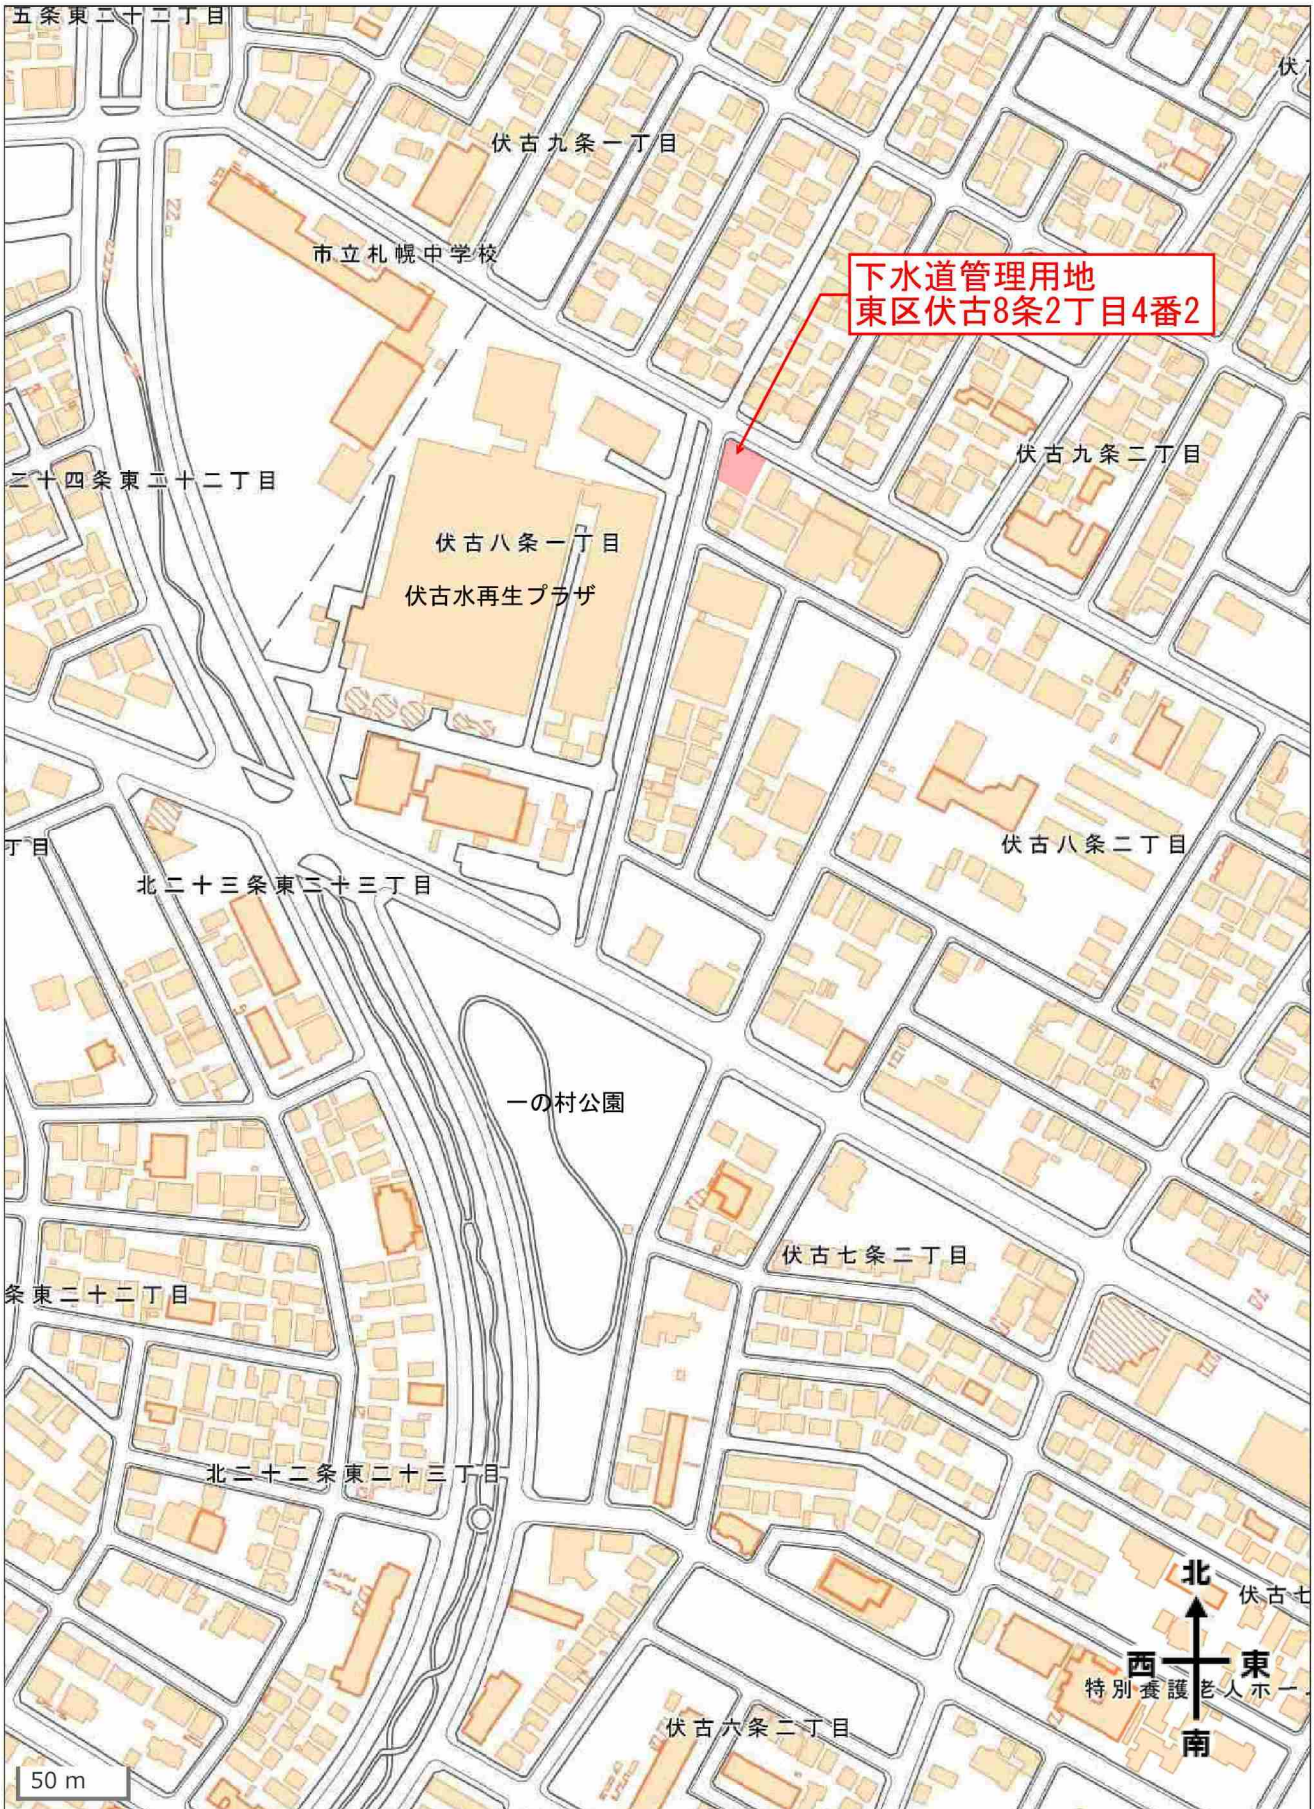 五条東二十二丁目
伏古九条一丁目
市立札幌中学校
下水道管理用地
東区伏古8条2丁目4番2
伏古九条二丁目
二十四条東二十二丁目
伏古八条一丁目
伏古水再生プラザ
伏古八条二丁目
丁目
北二十三条東二十三丁目
一の村公園
伏古七条二丁目
条東二十二丁目
北二十二条東二十三丁目
北
伏古七
西
東
特別養護老人ホー
南
伏古六条二丁目
50 m